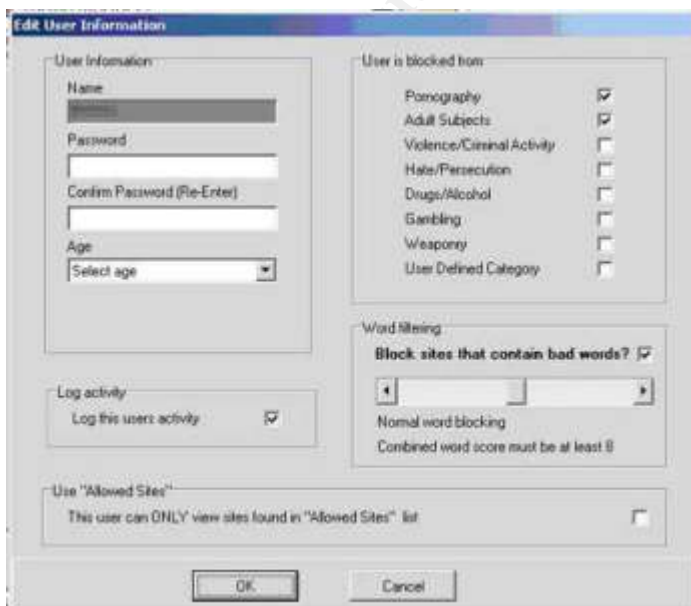 Edit User Information
User Information
Name
Password
Confirm Password (Re-Enter)
Age
Select age
User is blocked from
Pornography
Adult Subjects
Violence/Criminal Activity
Hate/Persecution
Drugs/Alcohol
Gambling
Weaponry
User Defined Category
Word filtering
Block sites that contain bad words?
Normal word blocking
Combined word score must be at least 8
Log activity
Log this users activity
Use "Allowed Sites"
This user can ONLY view sites found in "Allowed Sites" list
OK
Cancel